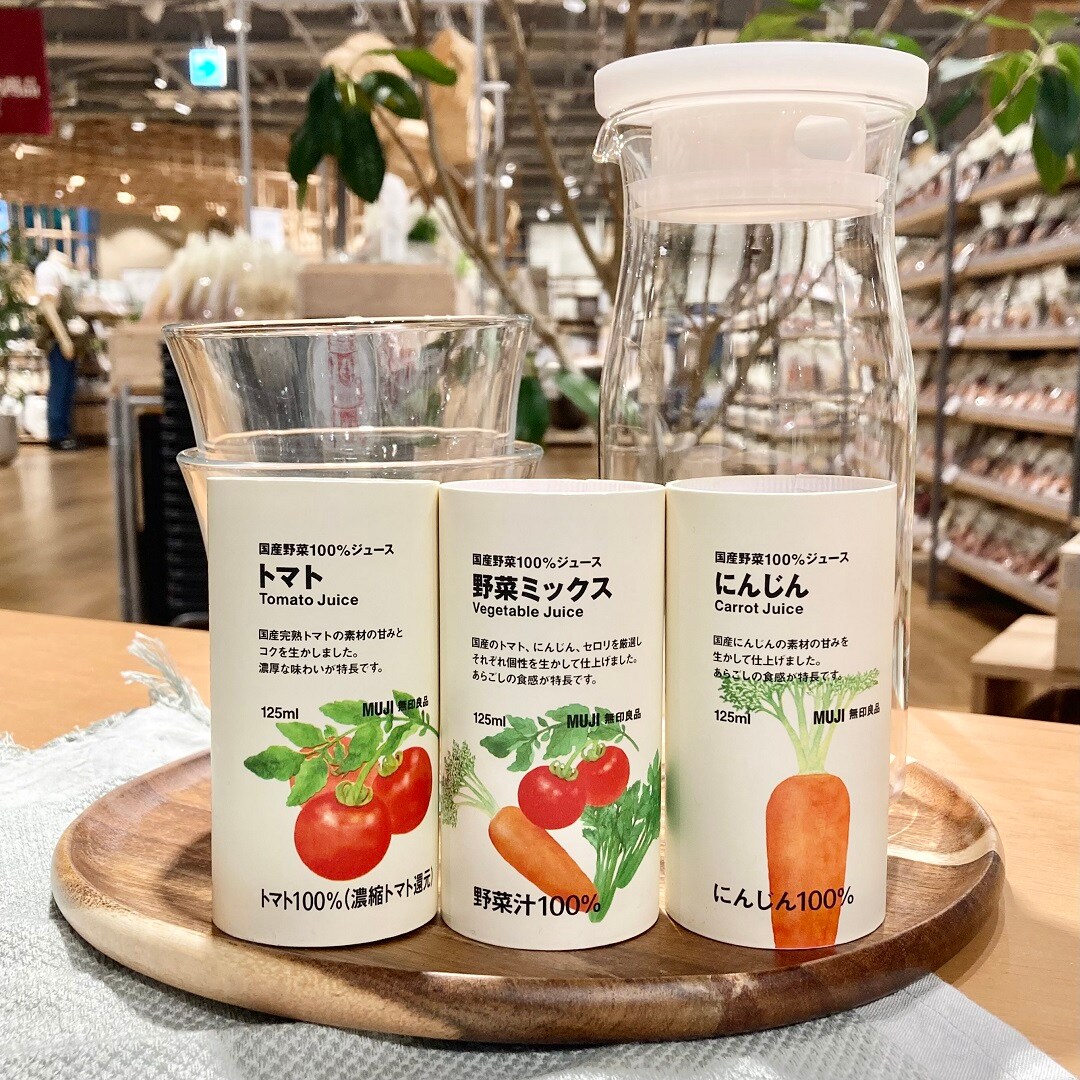 国産野菜100%ジュース
トマト
Tomato Juice
国産完熟トマトの素材の甘みと
コクを生かしました。
濃厚な味わいが特長です。
125ml
MUJI 無印良品
トマト100%(濃縮トマト還元)
国産野菜100%ジュース
野菜ミックス
Vegetable Juice
国産のトマト、にんじん、セロリを厳選し
それぞれ個性を生かして仕上げました。
あらごしの食感が特長です。
125ml
MUJI 無印良品
野菜汁100%
国産野菜100%ジュース
にんじん
Carrot Juice
国産にんじんの素材の甘みを
生かして仕上げました。
あらごしの食感が特長です。
125ml
MUJI 無印良品
にんじん100%